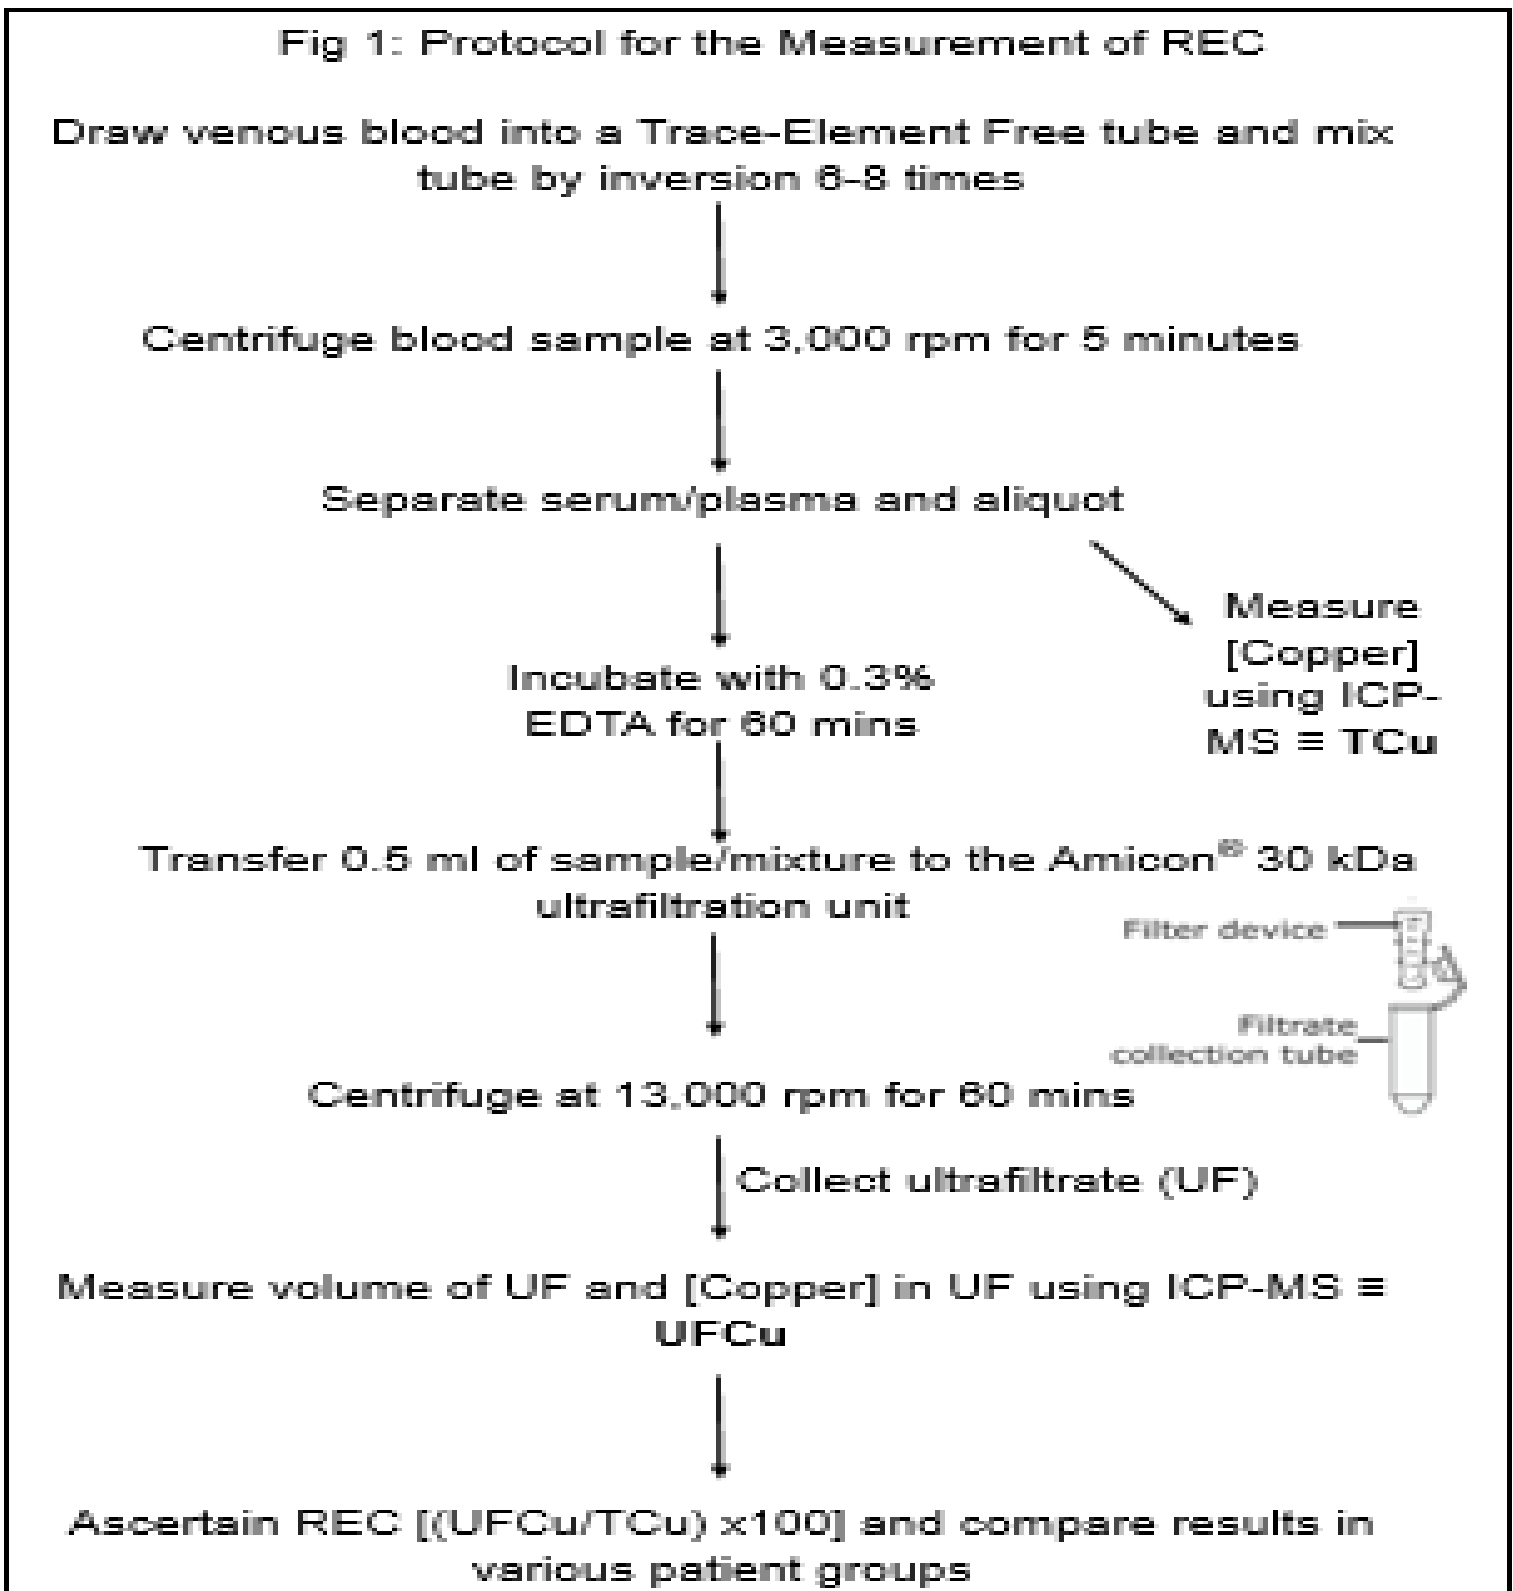 Fig 1: Protocol for the Measurement of REC
Draw venous blood into a Trace-Element Free tube and mix
tube by inversion 6-8 times
Centrifuge blood sample at 3,000 rpm for 5 minutes
Separate serum/plasma and aliquot
Measure
[Copper]
using ICP-
MS ≡ TCu
Incubate with 0.3%
EDTA for 60 mins
Transfer 0.5 ml of sample/mixture to the Amicon® 30 kDa
ultrafiltration unit
Filter device
Filtrate
collection tube
Centrifuge at 13,000 rpm for 60 mins
Collect ultrafiltrate (UF)
Measure volume of UF and [Copper] in UF using ICP-MS ≡
UFCu
Ascertain REC [(UFCu/TCu) x100] and compare results in
various patient groups